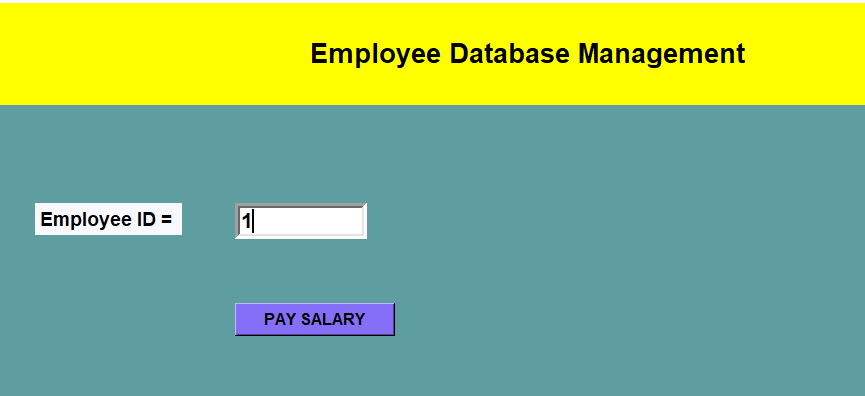 Employee Database Management
Employee ID = 1
PAY SALARY